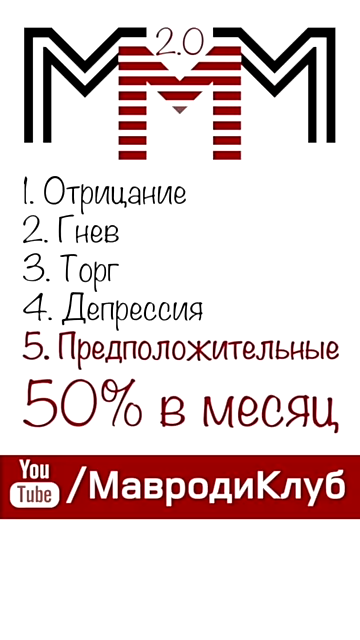 МММ 2.0
1. Отрицание
2. Гнев
3. Торг
4. Депрессия
5. Предположительные
50% в месяц
You Tube /МавродиКлуб